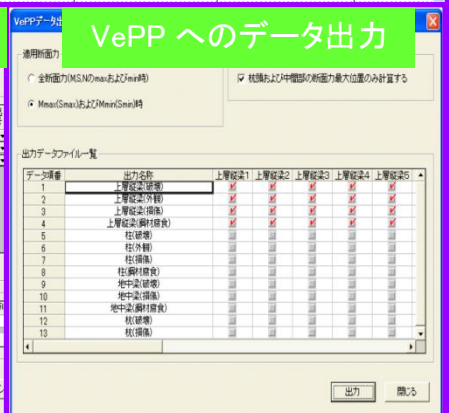 VePPデータ出
VePP へのデータ出力
適用断面力
全断面力(M,S,Nのmaxおよびmin時)
杭頭および中間部の断面力最大位置のみ計算する
Mmax(Smax)およびMmin(Smin)時
出力データファイル一覧
データ項番 出力名称 上層縦梁1 上層縦梁2 上層縦梁3 上層縦梁4 上層縦梁5
1 上層縦梁(破壊)
2 上層縦梁(外観)
3 上層縦梁(損傷)
4 上層縦梁(鋼材腐食)
5 柱(破壊)
6 柱(外観)
7 柱(損傷)
8 柱(鋼材腐食)
9 地中梁(破壊)
10 地中梁(損傷)
11 地中梁(鋼材腐食)
12 杭(破壊)
13 杭(損傷)
出力 閉じる